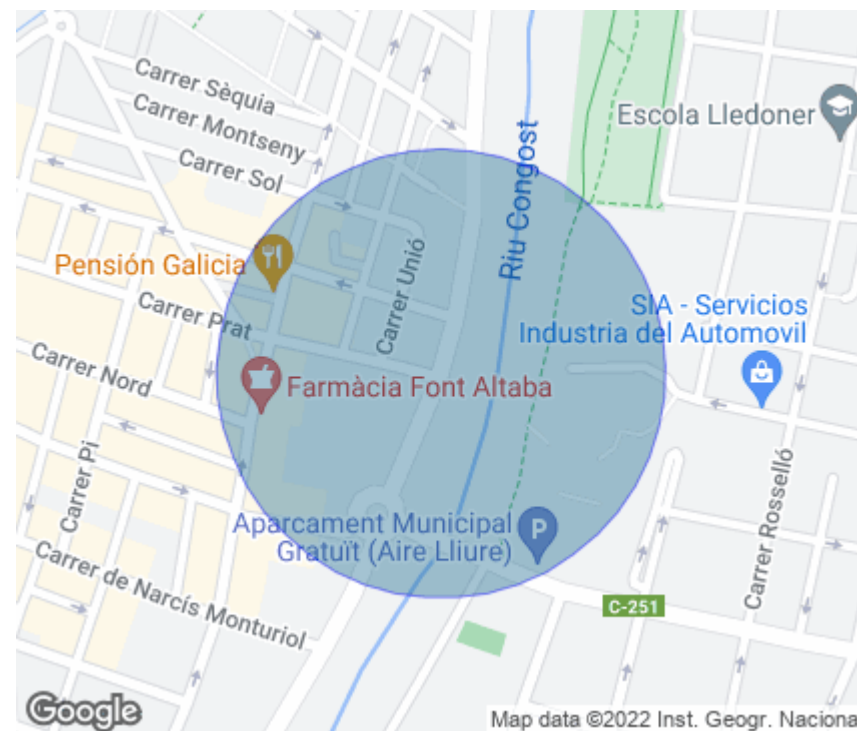 Carrer Sèquia
Carrer Montseny
Carrer Sol
Escola Lledoner
Riu Congost
Pensión Galicia
Carrer Unió
Carrer Prat
SIA - Servicios
Industria del Automovil
Carrer Nord
Farmàcia Font Altaba
Carrer Pi
Carrer Rosselló
Aparcament Municipal
Gratuït (Aire Lliure)
P
Carrer de Narcís Monturiol
C-251
Google
Map data ©2022 Inst. Geogr. Naciona